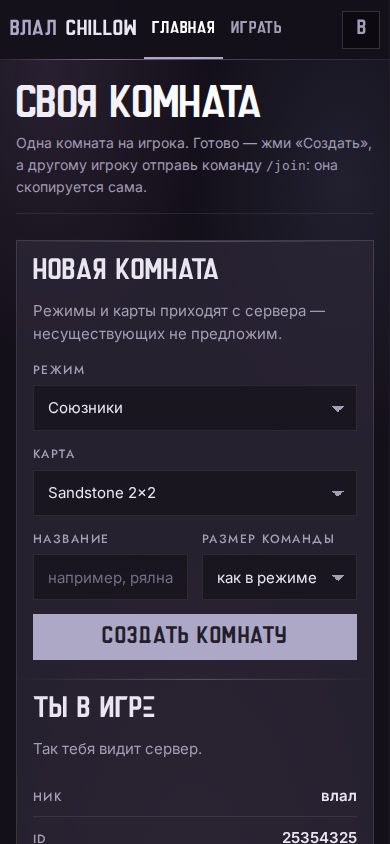 ВЛАЛ CHILLOW ГЛАВНАЯ ИГРАТЬ В
СВОЯ КОМНАТА
Одна комната на игрока. Готово — жми «Создать»,
а другому игроку отправь команду /join: она
скопируется сама.
НОВАЯ КОМНАТА
Режимы и карты приходят с сервера —
несуществующих не предложим.
РЕЖИМ
Союзники
КАРТА
Sandstone 2×2
НАЗВАНИЕ РАЗМЕР КОМАНДЫ
например, рялна как в режиме
СОЗДАТЬ КОМНАТУ
ТЫ В ИГРЕ
Так тебя видит сервер.
НИК влал
ID 25354325